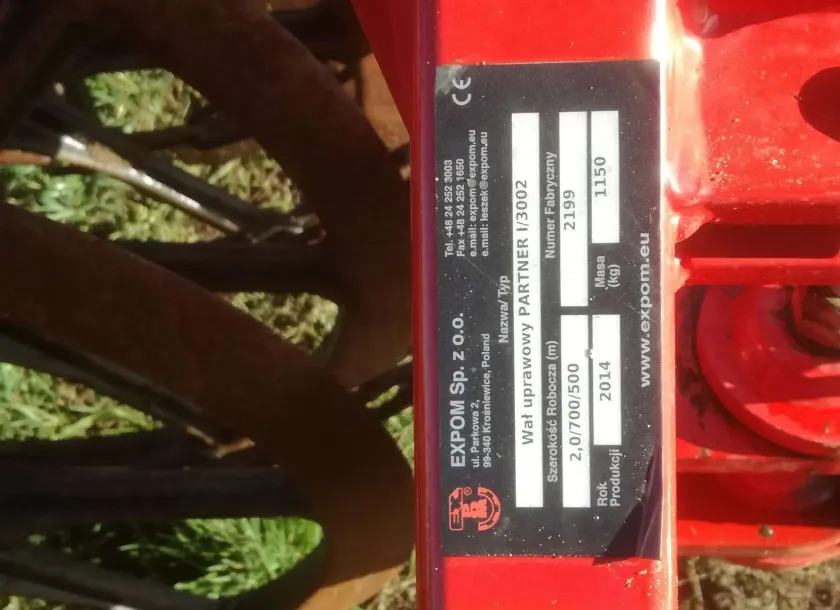 EXPOM Sp. z o.o.
ul. Parkowa 2,
99-340 Krośniewice, Poland
Tel. +48 24 252 3003
Fax +48 24 252 1650
e.mail: expom@expom.eu
e.mail: leszek@expom.eu
CE
Nazwa/ Typ
Wał uprawowy PARTNER I/3002
Szerokość Robocza (m)
2,0/700/500
Numer Fabryczny
2199
Rok
Produkcji
2014
Masa
(kg)
1150
www.expom.eu